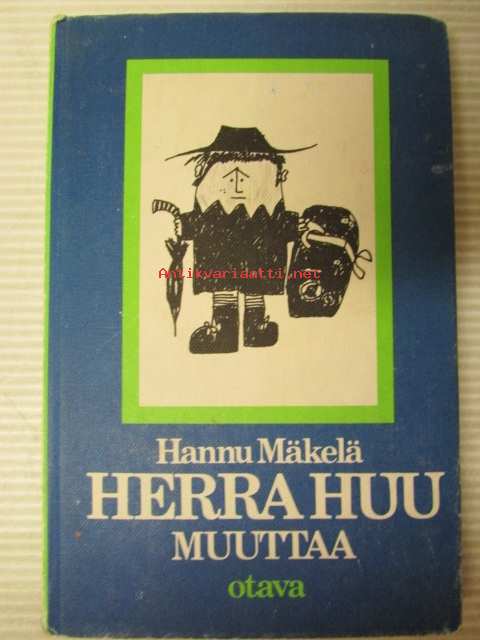 Antikvariaatti.net
Hannu Mäkelä
HERRA HUU
MUUTTAA
otava